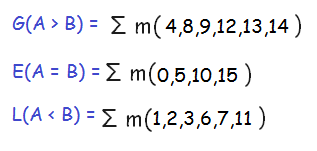 G(A > B) = Σ m( 4,8,9,12,13,14 )
E(A = B) = Σ m(0,5,10,15 )
L(A < B) = Σ m(1,2,3,6,7,11 )